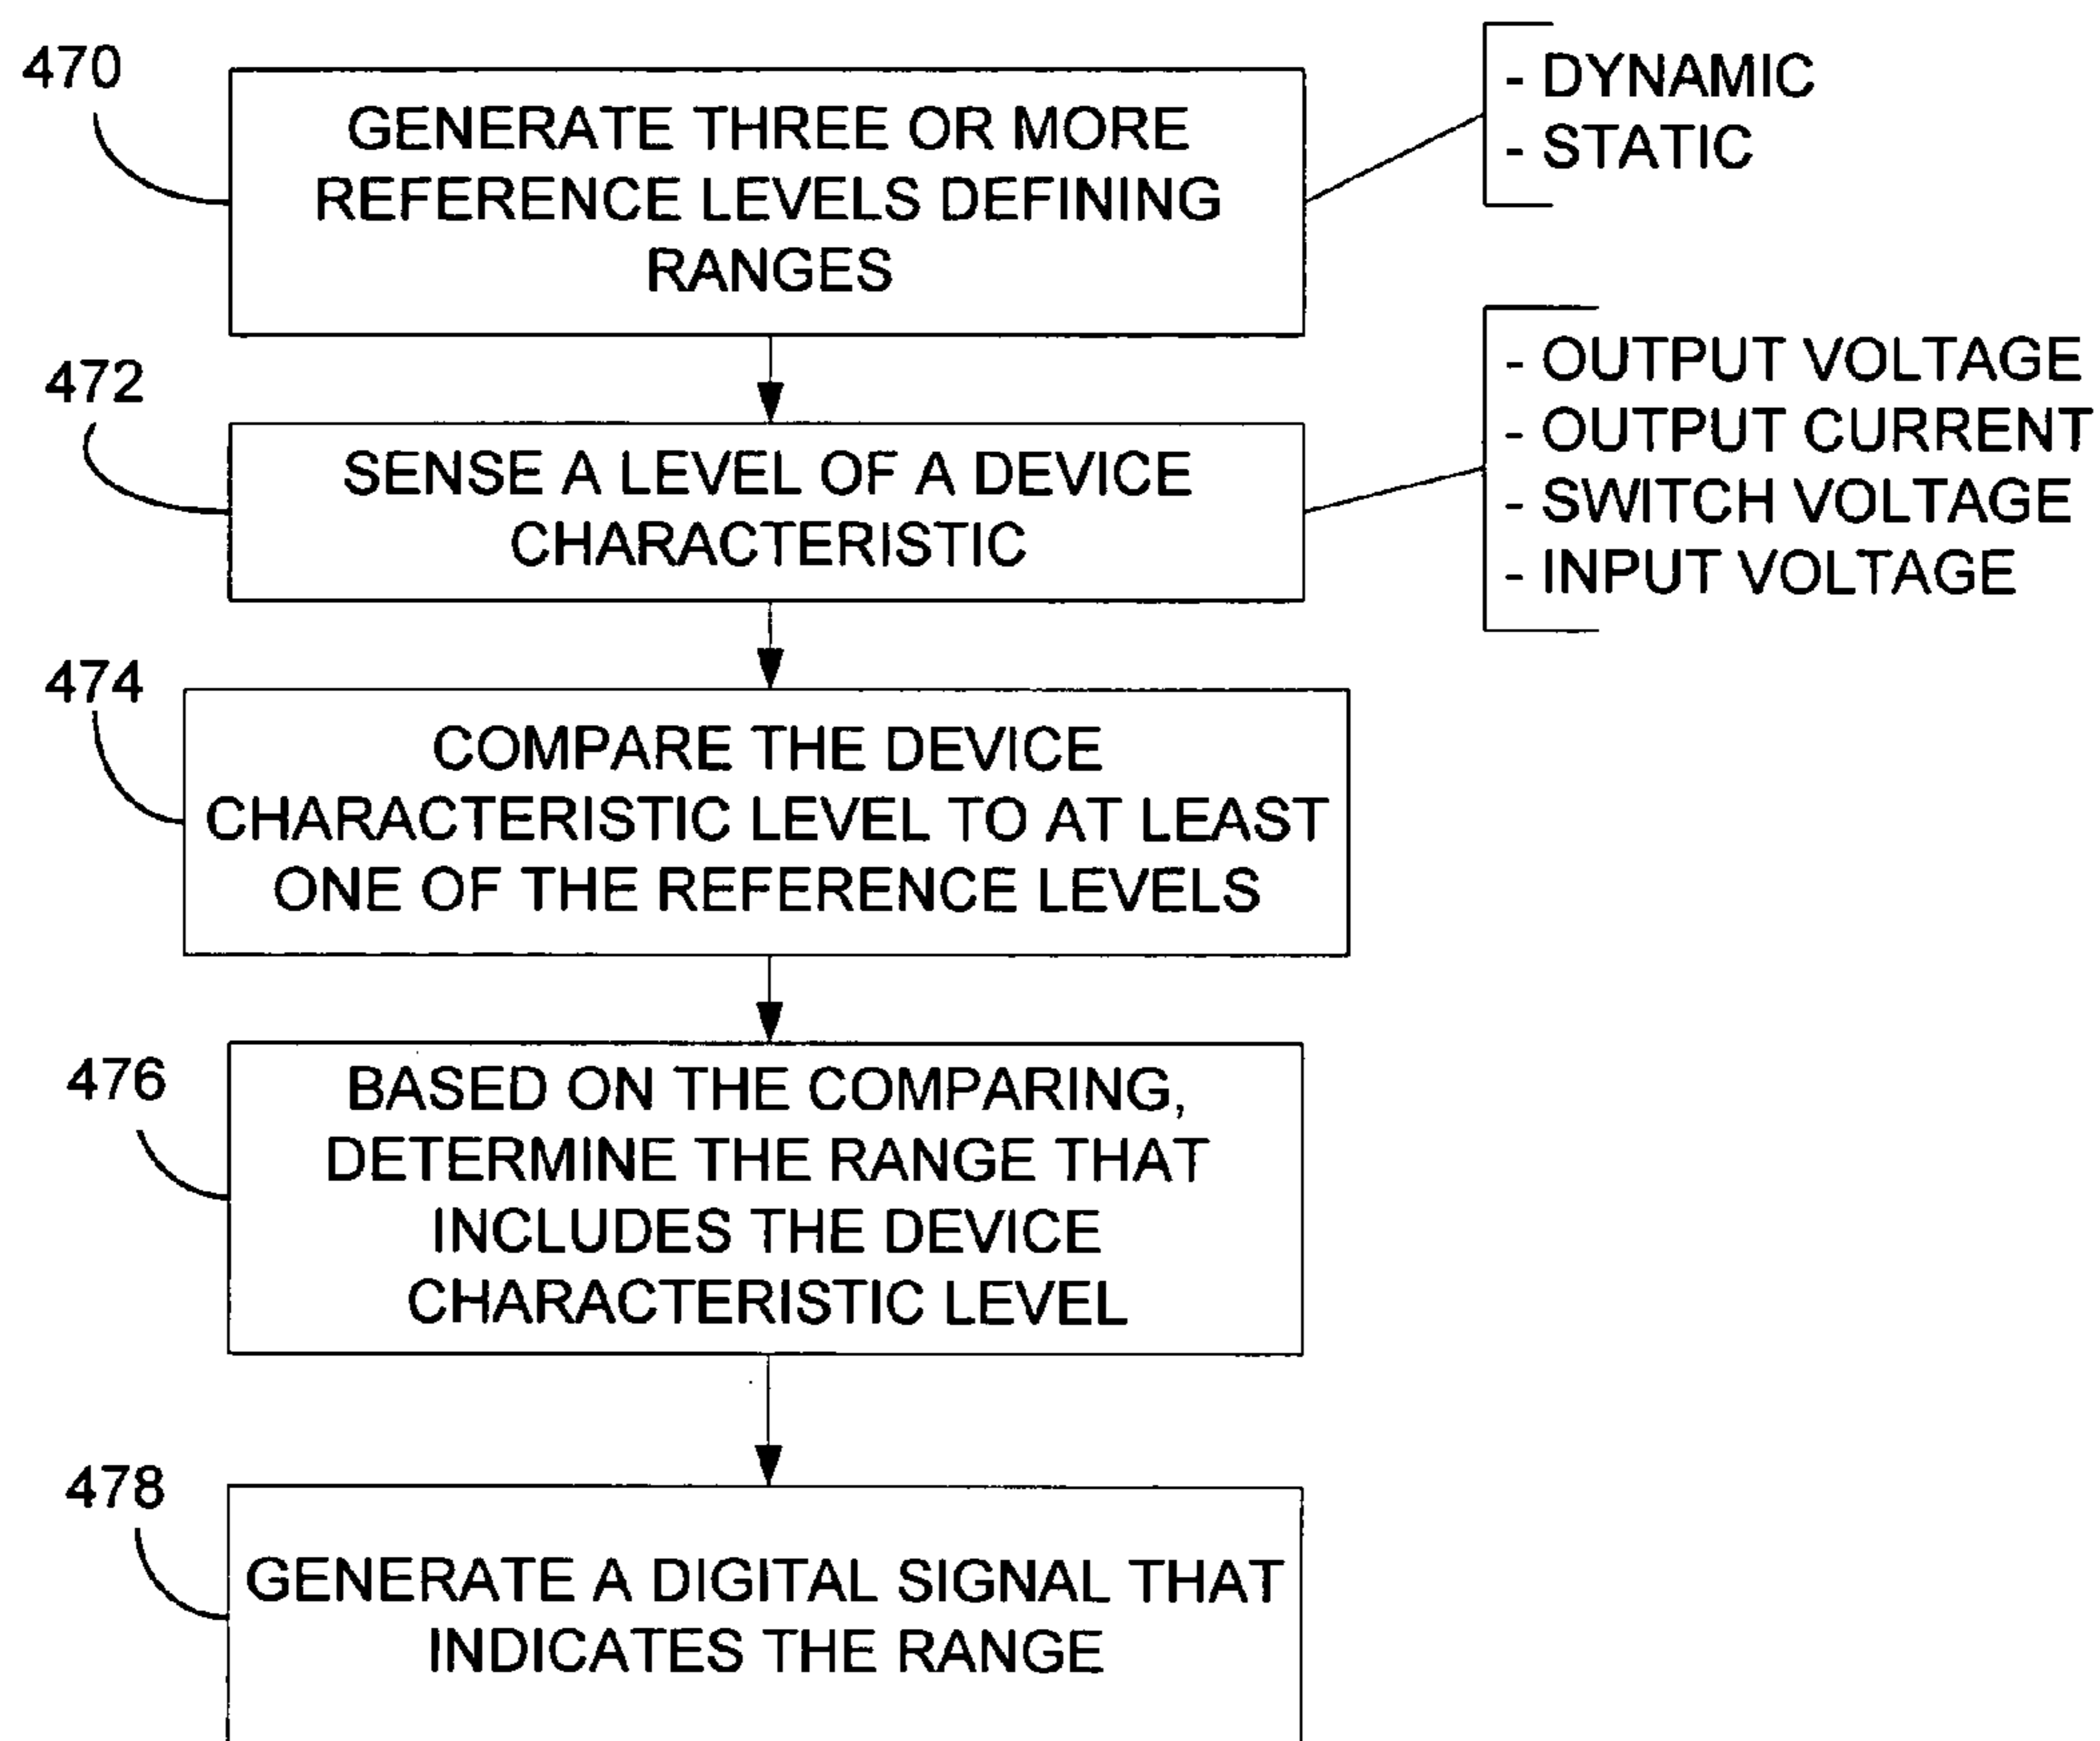 470
GENERATE THREE OR MORE
REFERENCE LEVELS DEFINING
RANGES
- DYNAMIC
- STATIC
472
SENSE A LEVEL OF A DEVICE
CHARACTERISTIC
- OUTPUT VOLTAGE
- OUTPUT CURRENT
- SWITCH VOLTAGE
- INPUT VOLTAGE
474
COMPARE THE DEVICE
CHARACTERISTIC LEVEL TO AT LEAST
ONE OF THE REFERENCE LEVELS
476
BASED ON THE COMPARING,
DETERMINE THE RANGE THAT
INCLUDES THE DEVICE
CHARACTERISTIC LEVEL
478
GENERATE A DIGITAL SIGNAL THAT
INDICATES THE RANGE